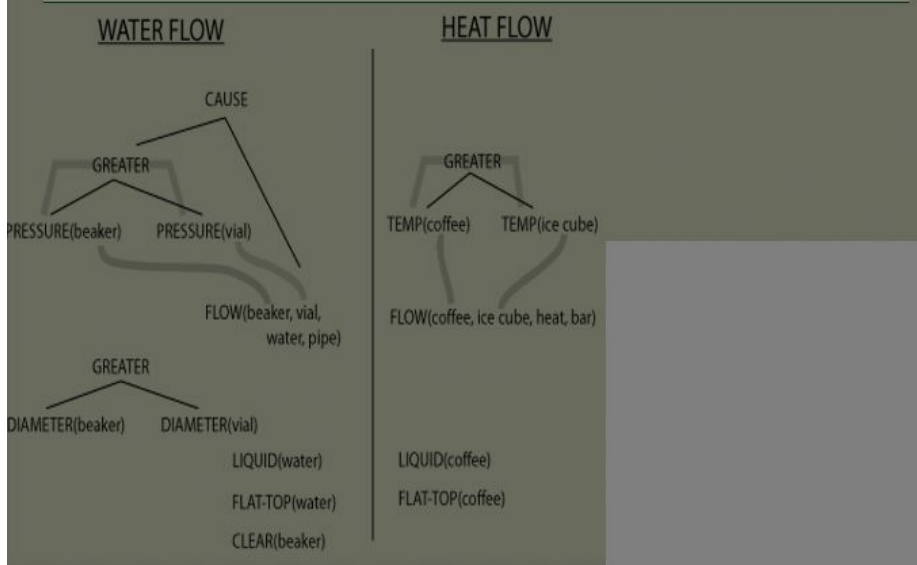 WATER FLOW
CAUSE
GREATER
PRESSURE(beaker) PRESSURE(vial)
FLOW(beaker, vial,
water, pipe)
GREATER
DIAMETER(beaker) DIAMETER(vial)
LIQUID(water)
FLAT-TOP(water)
CLEAR(beaker)
HEAT FLOW
GREATER
TEMP(coffee) TEMP(ice cube)
FLOW(coffee, ice cube, heat, bar)
LIQUID(coffee)
FLAT-TOP(coffee)